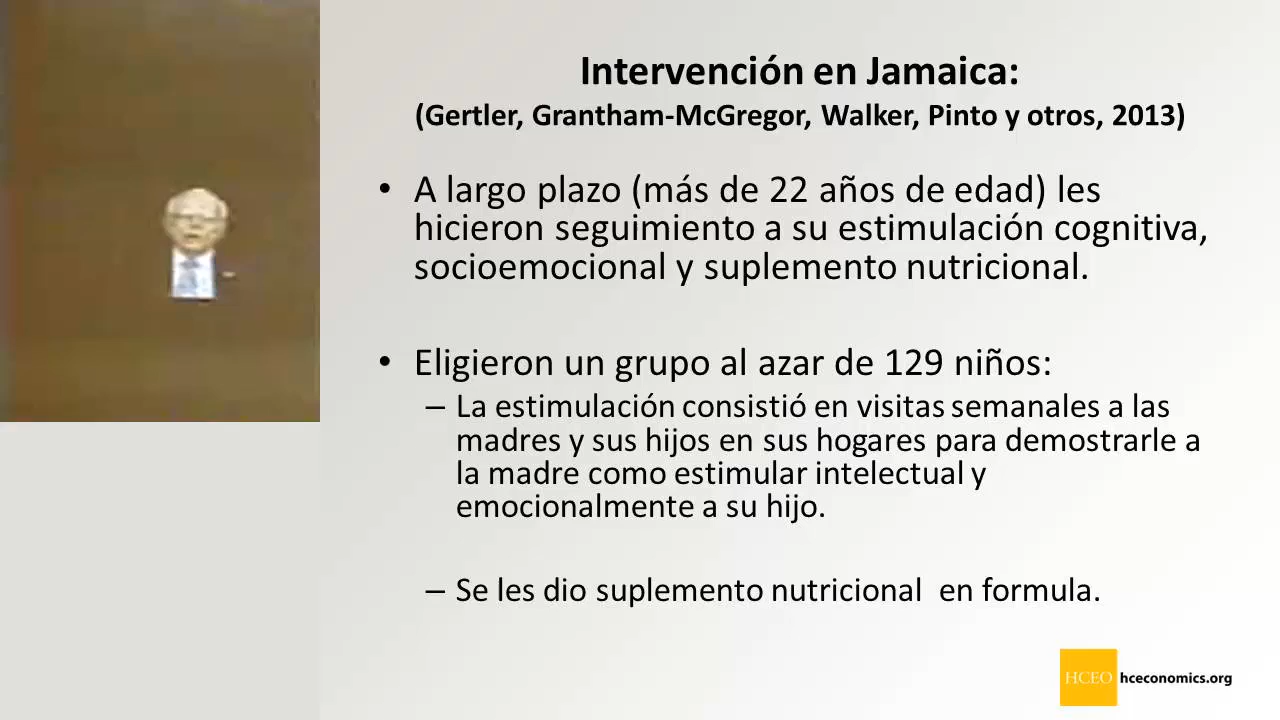 Intervención en Jamaica:
(Gertler, Grantham-McGregor, Walker, Pinto y otros, 2013)
• A largo plazo (más de 22 años de edad) les
hicieron seguimiento a su estimulación cognitiva,
socioemocional y suplemento nutricional.
• Eligieron un grupo al azar de 129 niños:
– La estimulación consistió en visitas semanales a las
madres y sus hijos en sus hogares para demostrarle a
la madre como estimular intelectual y
emocionalmente a su hijo.
– Se les dio suplemento nutricional  en formula.
HCEO hceconomics.org